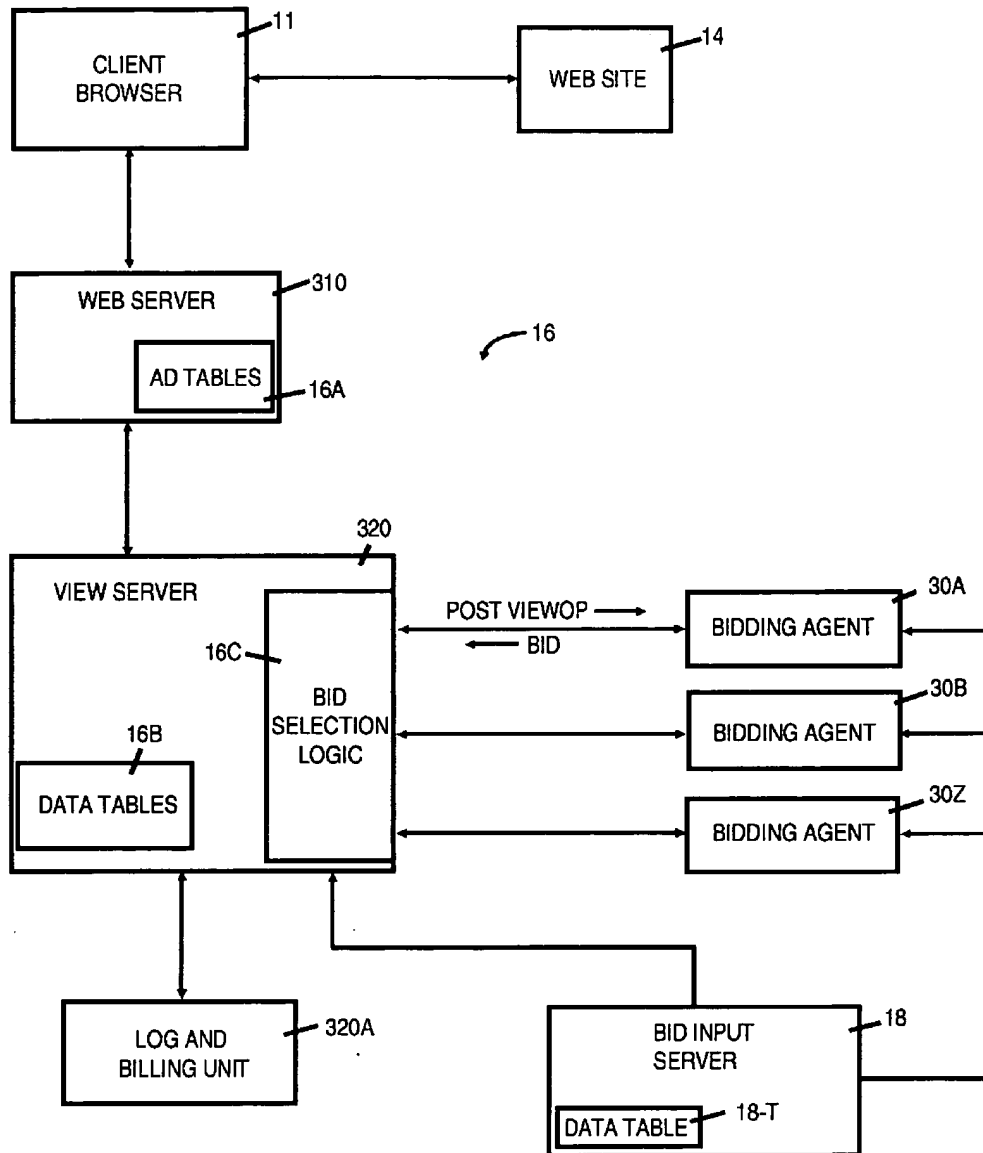 11
CLIENT
BROWSER
14
WEB SITE
310
WEB SERVER
AD TABLES
16A
16
320
VIEW SERVER
16C
BID
SELECTION
LOGIC
16B
DATA TABLES
POST VIEWOP
BID
30A
BIDDING AGENT
30B
BIDDING AGENT
30Z
BIDDING AGENT
LOG AND
BILLING UNIT
320A
18
BID INPUT
SERVER
DATA TABLE
18-T